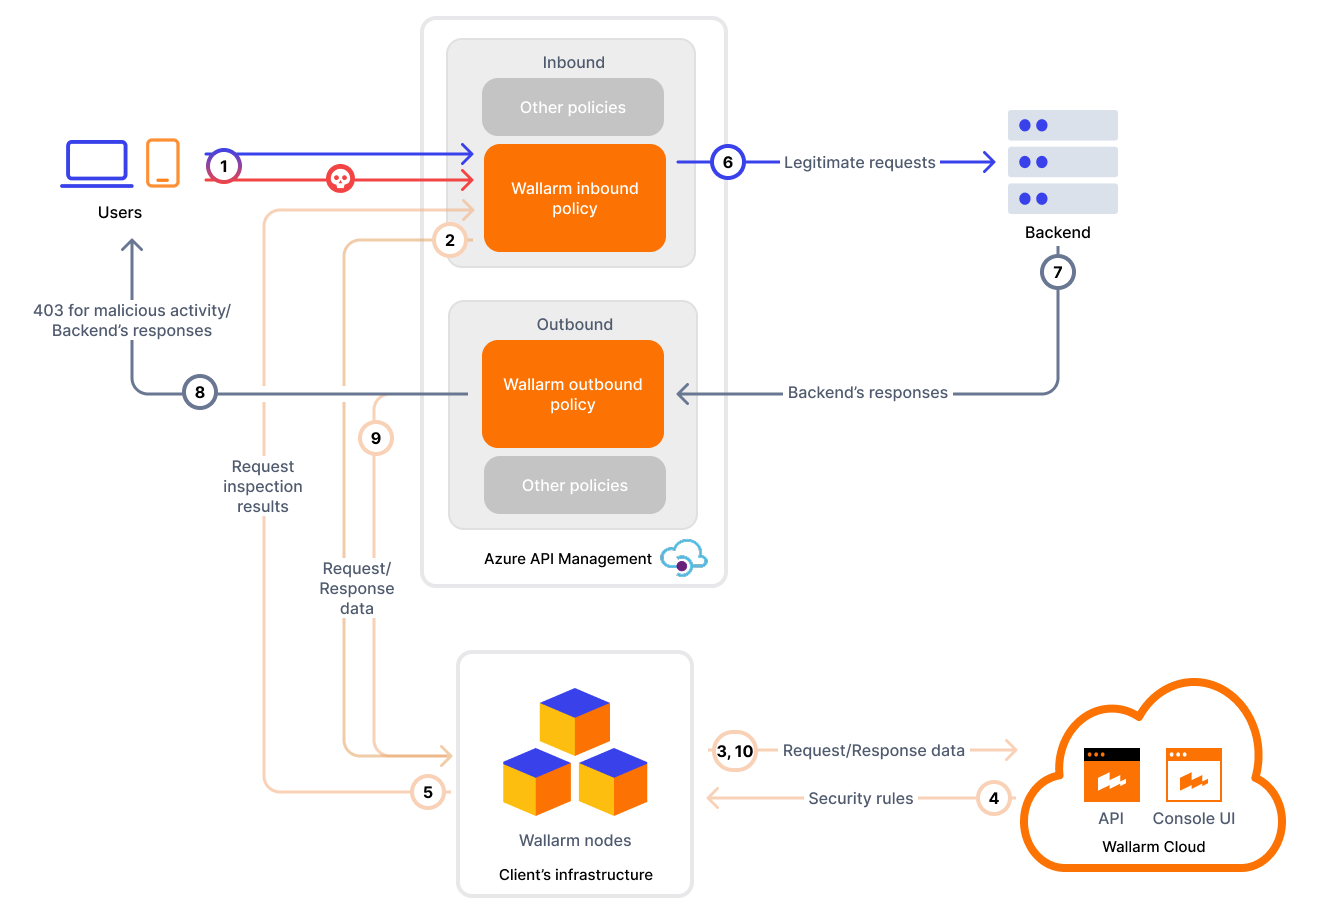 Inbound
Other policies
1
6
Legitimate requests
Wallarm inbound
policy
Users
2
Backend
7
403 for malicious activity/
Backend’s responses
Outbound
Wallarm outbound
policy
8
Backend’s responses
9
Request
inspection
results
Other policies
Azure API Management
Request/
Response
data
3, 10
Request/Response data
5
Security rules
4
API
Console UI
Wallarm nodes
Wallarm Cloud
Client’s infrastructure